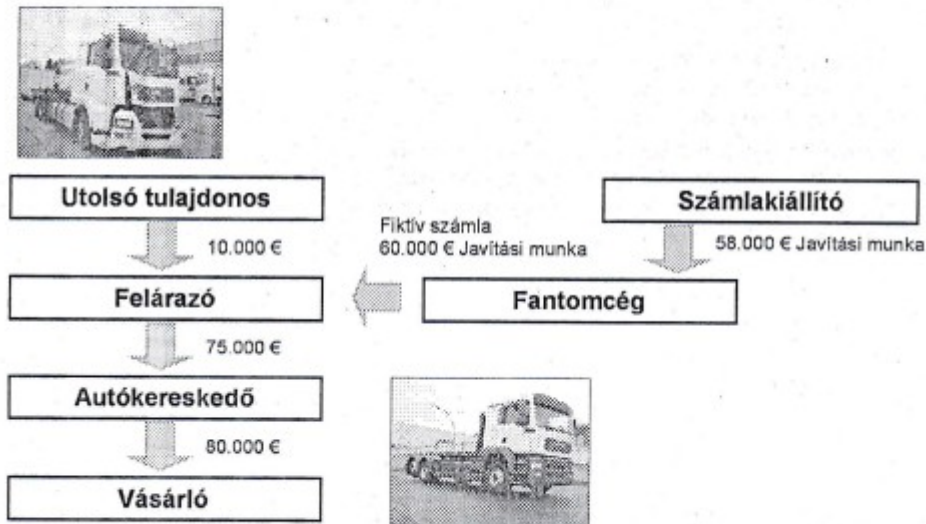 Utolsó tulajdonos
10.000 €
Felárazó
75.000 €
Autókereskedő
80.000 €
Vásárló
Számlakiállító
58.000 € Javítási munka
Fantomcég
Fiktív számla
60.000 € Javítási munka